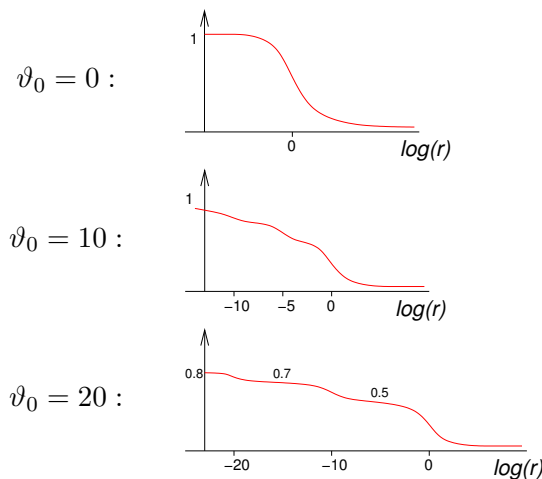 ϑ₀ = 0 :
1
0
log(r)
ϑ₀ = 10 :
1
−10 −5 0
log(r)
ϑ₀ = 20 :
0.8 0.7 0.5
−20 −10 0
log(r)